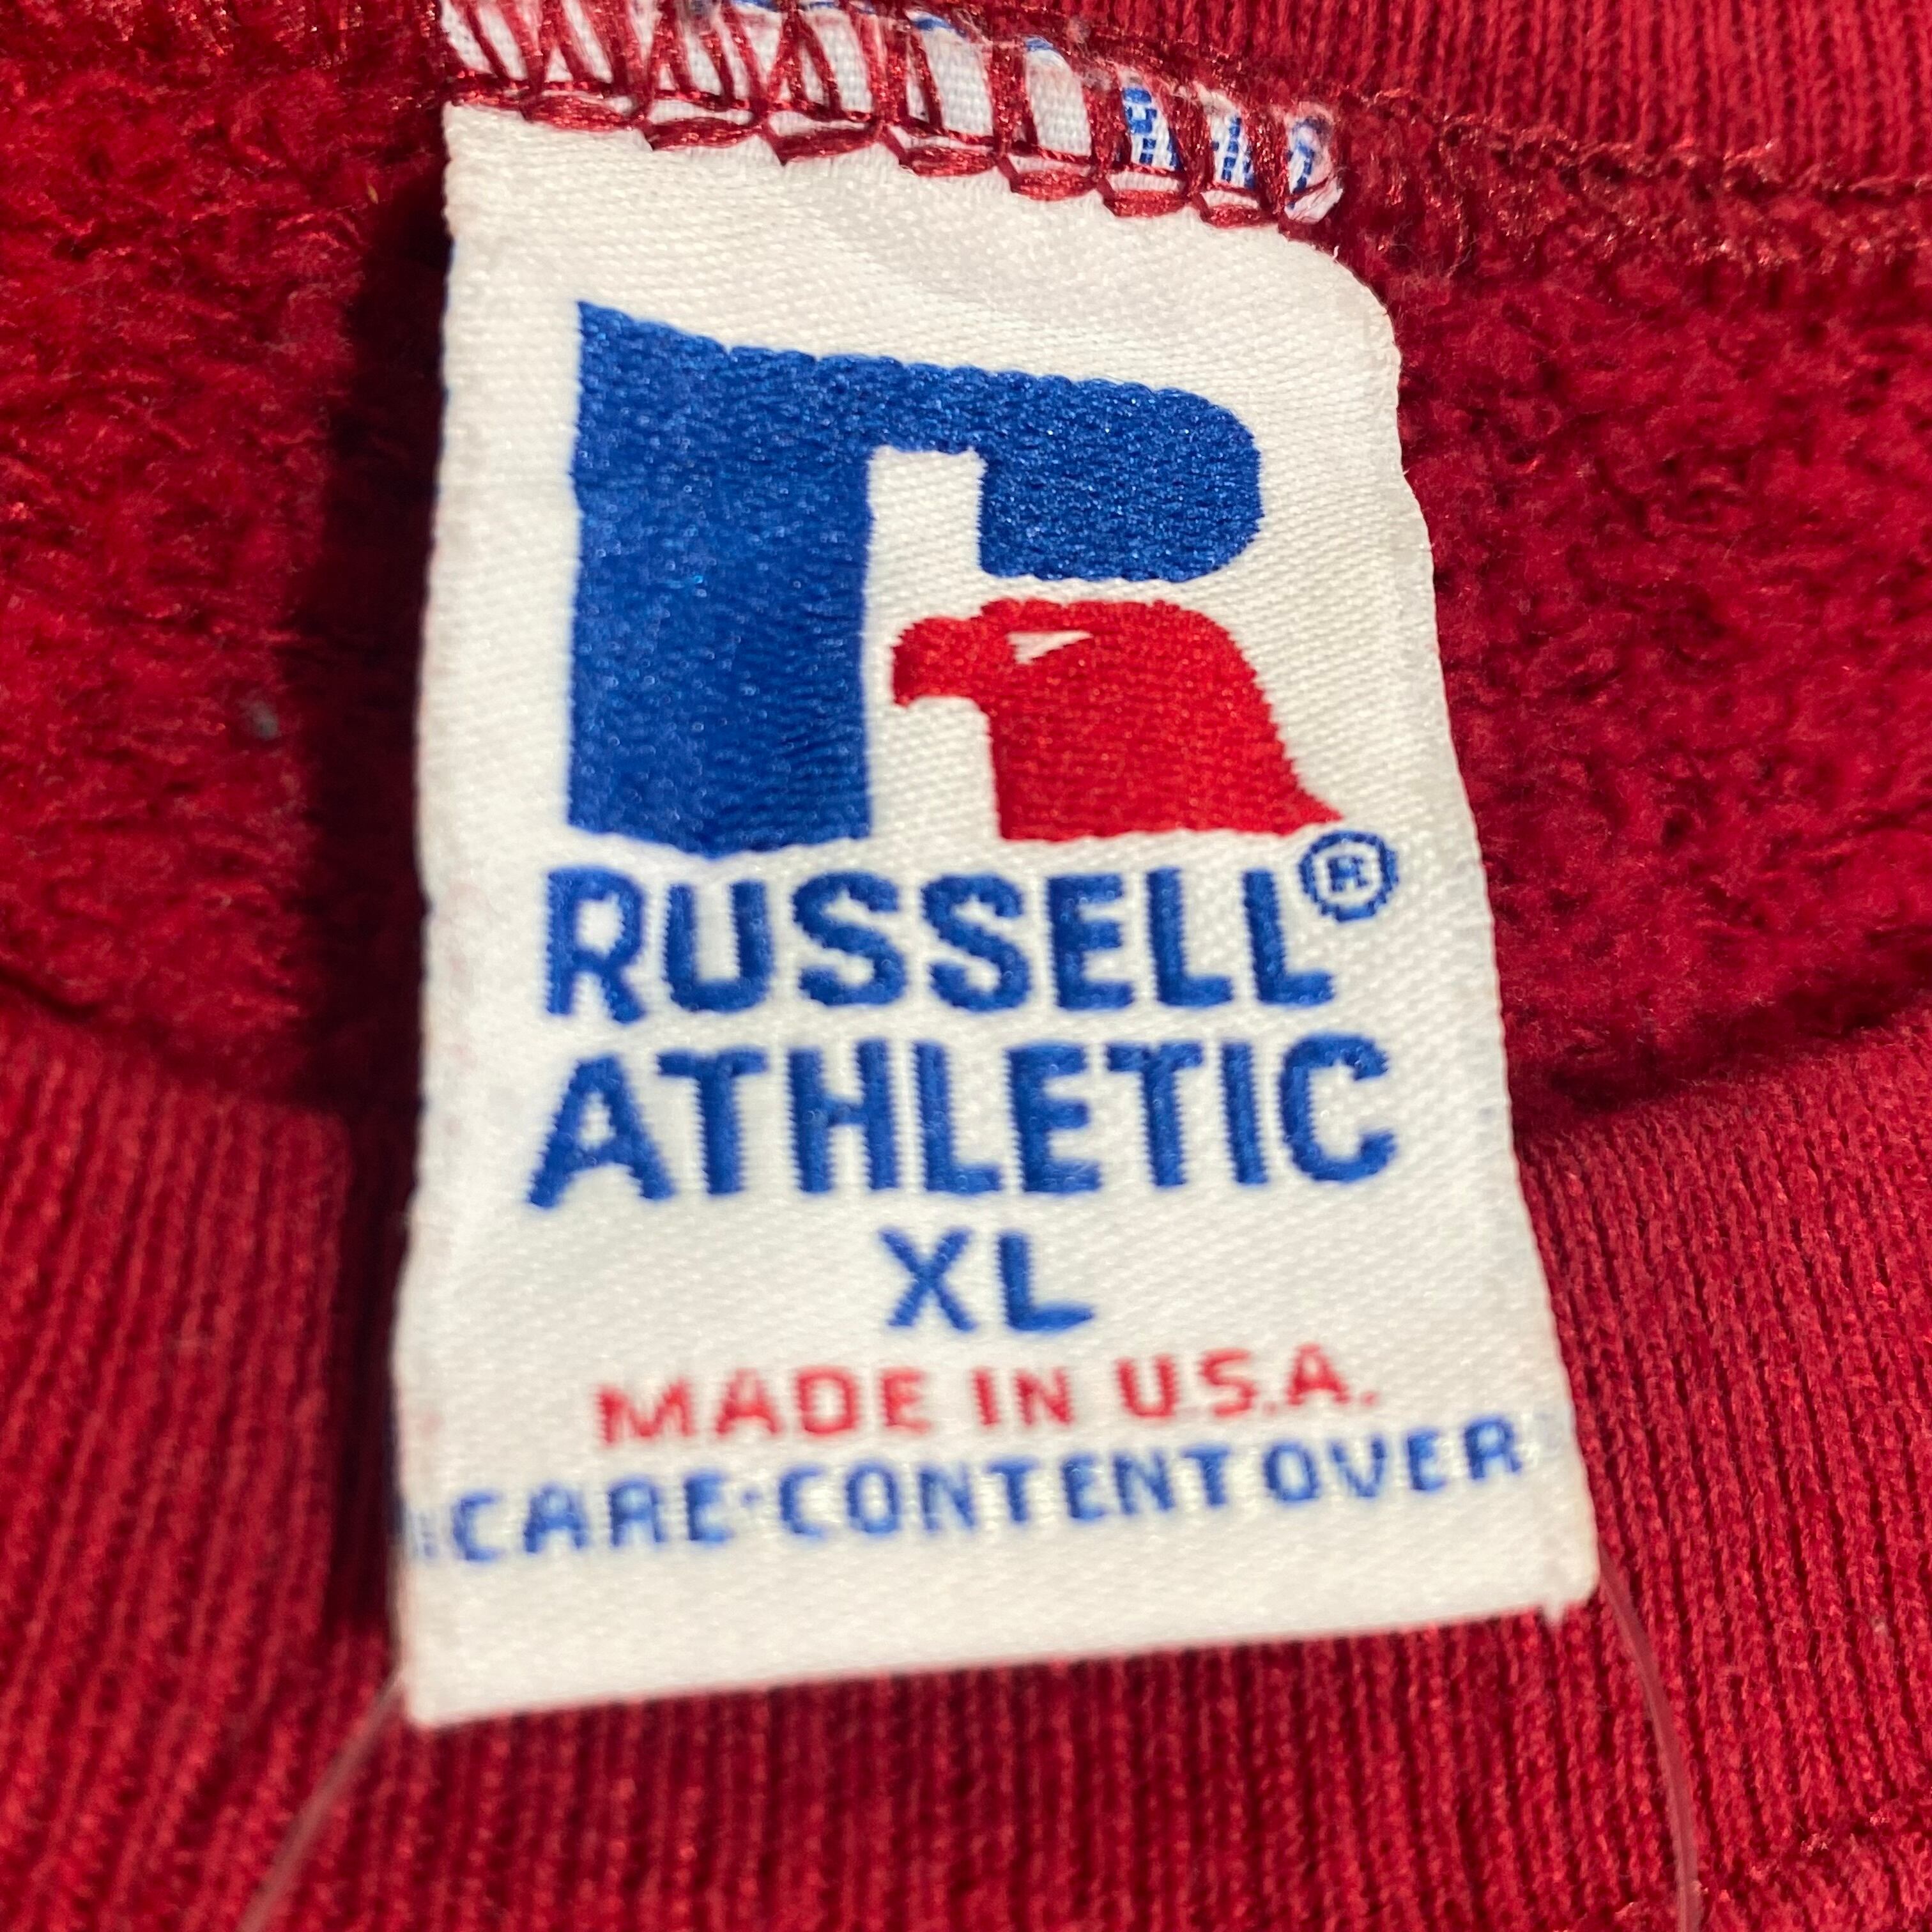 RUSSELL®
ATHLETIC
XL
MADE IN U.S.A.
CARE·CONTENT OVER